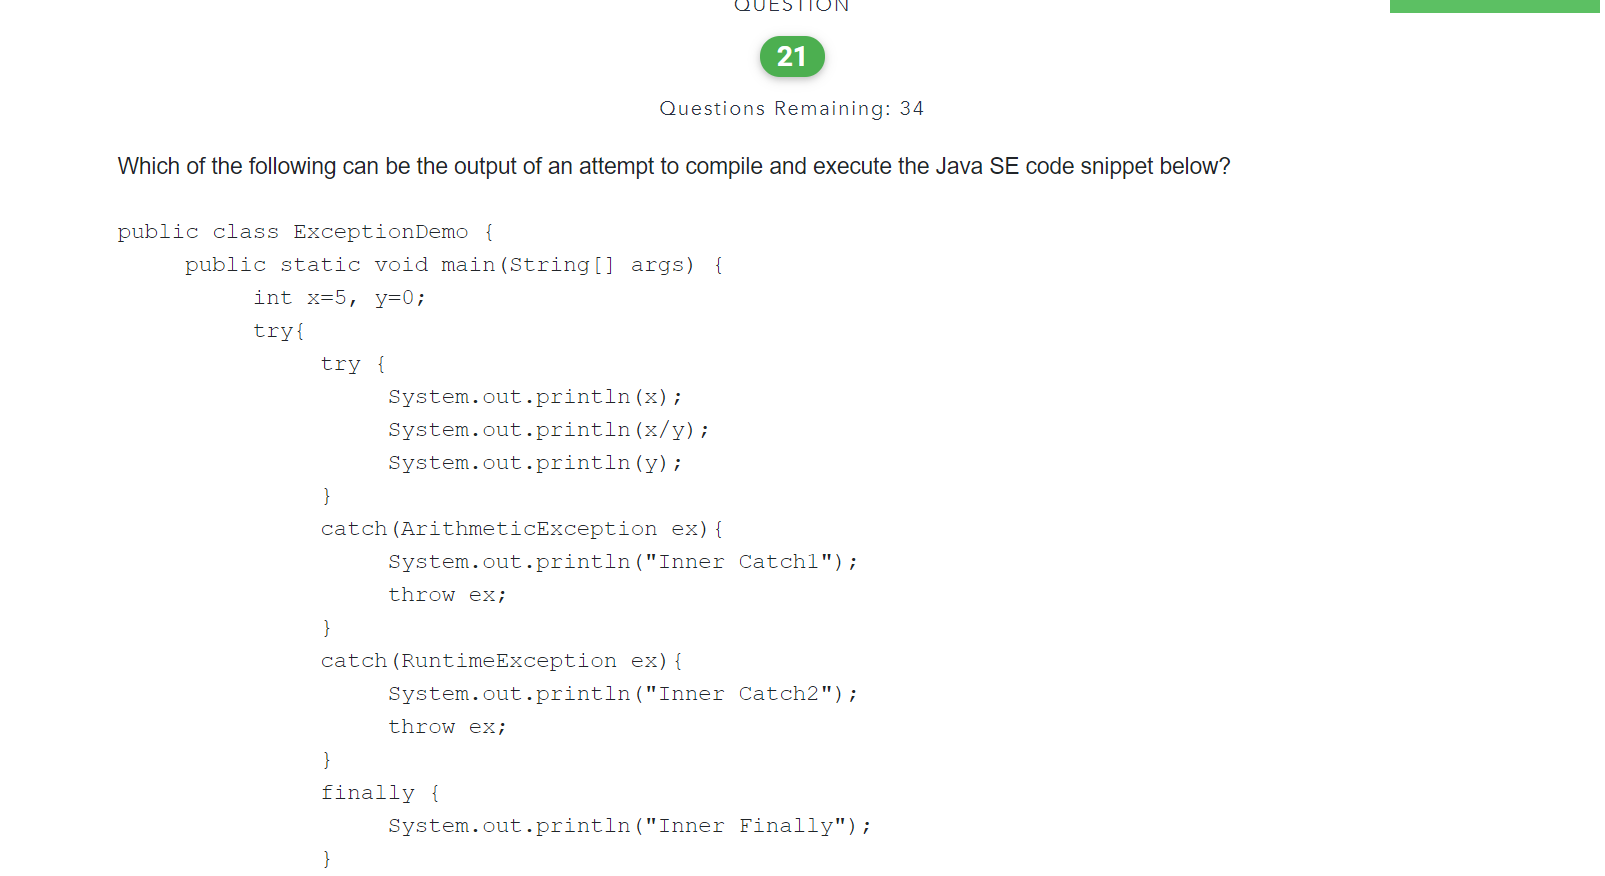 QUESTION
21
Questions Remaining: 34
Which of the following can be the output of an attempt to compile and execute the Java SE code snippet below?
public class ExceptionDemo {
public static void main(String[] args) {
int x=5, y=0;
try{
try {
System.out.println(x);
System.out.println(x/y);
System.out.println(y);
}
catch(ArithmeticException ex){
System.out.println("Inner Catch1");
throw ex;
}
catch(RuntimeException ex){
System.out.println("Inner Catch2");
throw ex;
}
finally {
System.out.println("Inner Finally");
}